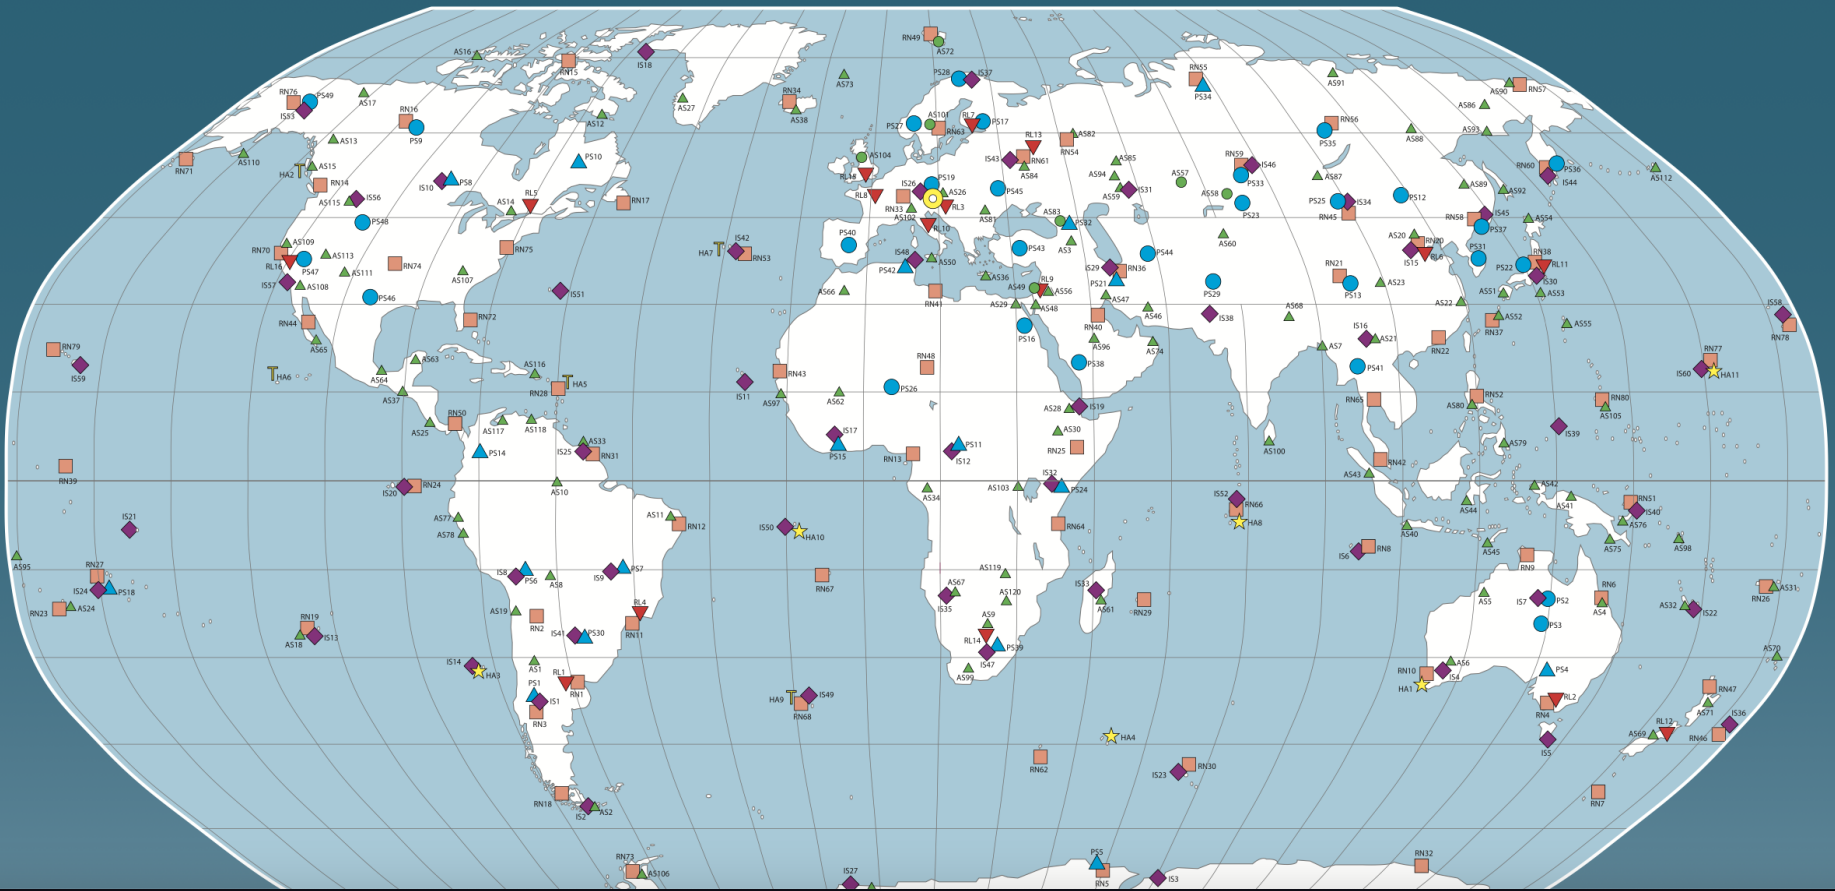 RN49
AS72
AS16
IS18
RN15
AS73
PS28
IS37
RN55
PS34
AS91
AS90
RN57
RN76
PS49
IS53
AS17
AS27
RN34
AS38
AS86
RN16
PS9
AS12
PS27
AS101
RN63
RL7
PS17
RN56
PS35
AS88
AS93
AS13
AS82
RL13
RN54
RN71
AS110
HA2
AS15
PS10
AS104
IS43
RN61
AS84
AS85
RN59
IS46
PS33
RN60
PS36
IS44
AS112
RN14
IS10
PS8
PS19
AS94
AS59
IS31
AS57
AS87
AS89
AS92
AS115
IS56
RL5
AS14
RN17
RL8
RN33
IS26
AS26
RL3
PS45
AS58
PS23
PS25
IS34
RN45
PS12
PS48
AS102
RL10
AS81
AS83
PS32
RN58
IS45
PS37
AS54
AS109
RN70
AS113
RL16
PS47
RN75
HA7
IS42
RN53
PS40
PS43
AS3
PS44
AS60
AS20
RN20
IS15
RL6
PS31
RN38
PS22
RL11
IS30
AS111
RN74
AS107
IS48
PS42
AS50
IS29
RN36
PS21
RN21
PS13
AS23
IS57
AS108
PS46
IS51
AS66
RN41
AS36
RL9
AS49
AS56
AS47
PS29
AS51
AS53
AS29
AS48
AS46
AS22
IS58
RN78
RN44
RN72
PS16
RN40
IS38
AS68
AS52
RN37
AS55
AS65
AS96
AS74
IS16
AS21
AS7
RN22
RN79
IS59
HA6
AS63
AS64
AS116
RN28
HA5
IS11
RN43
RN48
PS38
PS41
RN77
IS60
HA11
AS37
AS97
AS62
PS26
AS28
IS19
RN65
RN52
AS80
RN80
AS105
AS25
RN50
AS117
AS118
IS17
PS15
AS30
IS39
PS14
AS33
IS25
RN31
RN13
PS11
IS12
RN25
AS100
AS79
RN39
RN42
AS43
IS20
RN24
AS10
AS34
AS103
IS32
PS24
IS52
RN66
HA8
AS42
AS44
AS41
RN51
IS40
AS76
IS21
AS77
AS78
AS11
RN12
IS50
HA10
RN64
AS40
AS45
AS75
AS98
AS95
IS6
RN8
RN27
IS24
PS18
IS8
PS6
AS8
IS9
PS7
RN67
AS119
RN9
RN23
AS24
AS19
RN2
RL4
RN11
AS67
IS35
AS120
IS33
AS61
RN29
AS5
IS7
PS2
PS3
RN6
AS4
RN26
AS31
AS32
IS22
RN19
AS18
IS13
IS41
PS30
AS9
RL14
PS39
IS47
AS70
IS14
HA3
AS1
RL1
RN1
PS1
IS1
RN3
AS99
RN10
AS6
IS4
HA1
PS4
RL2
RN4
RN47
AS71
HA9
IS49
RN68
HA4
IS5
RL12
AS69
IS36
RN46
RN62
IS23
RN30
RN18
IS2
AS2
RN7
RN73
AS106
IS27
PS5
RN5
IS3
RN32